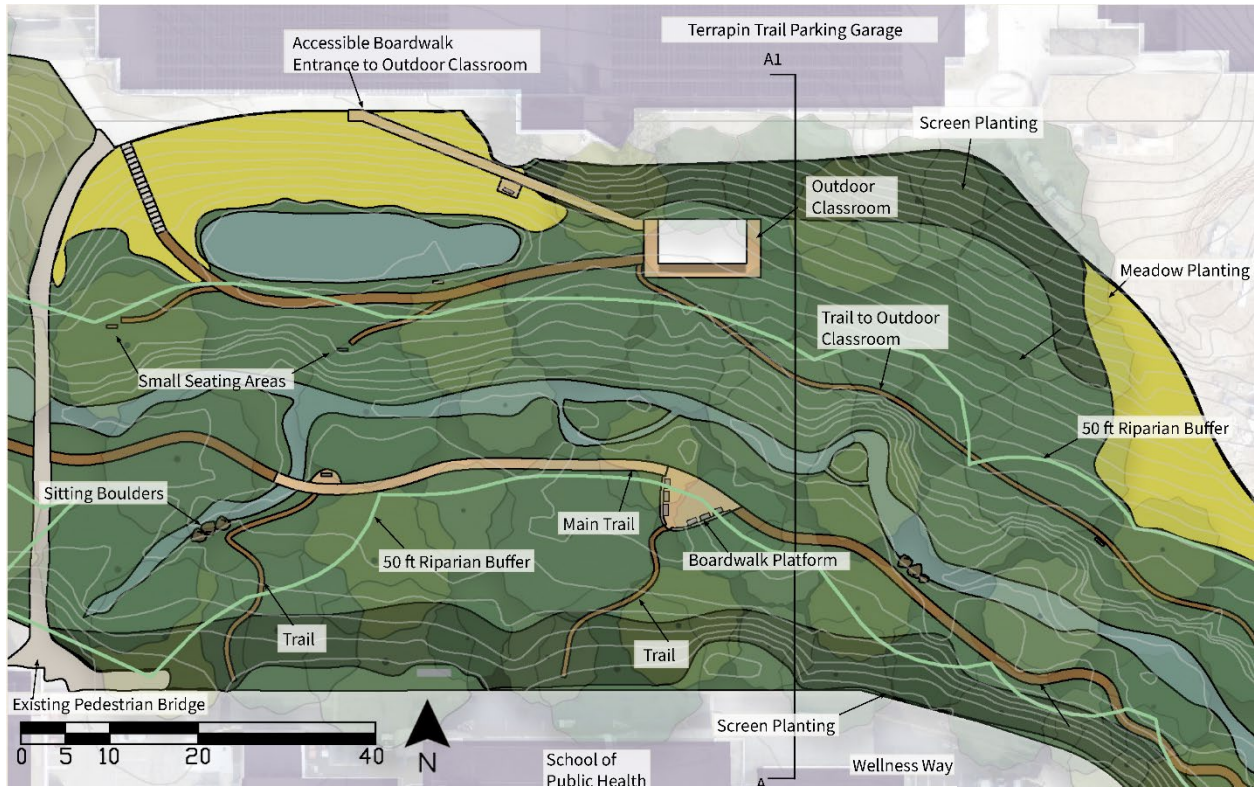 Terrapin Trail Parking Garage
Accessible Boardwalk
Entrance to Outdoor Classroom
A1
Screen Planting
Outdoor
Classroom
Meadow Planting
Trail to Outdoor
Classroom
Small Seating Areas
50 ft Riparian Buffer
Sitting Boulders
Main Trail
50 ft Riparian Buffer
Boardwalk Platform
Trail
Trail
Existing Pedestrian Bridge
Screen Planting
0 5 10 20 40
N
School of
Public Health
Wellness Way
A